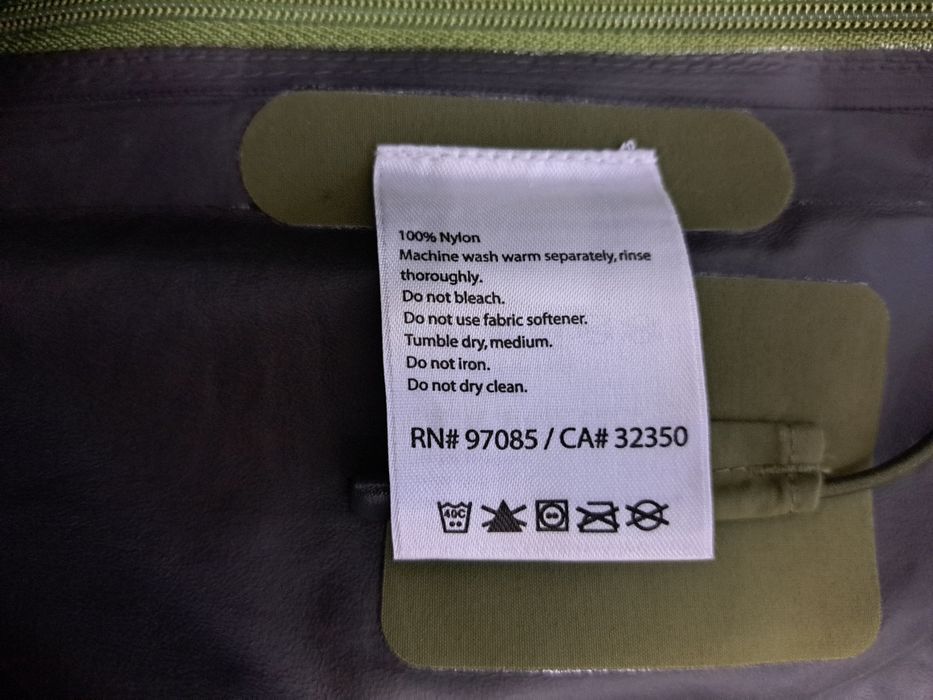 100% Nylon
Machine wash warm separately, rinse
thoroughly.
Do not bleach.
Do not use fabric softener.
Tumble dry, medium.
Do not iron.
Do not dry clean.
RN# 97085 / CA# 32350
40C